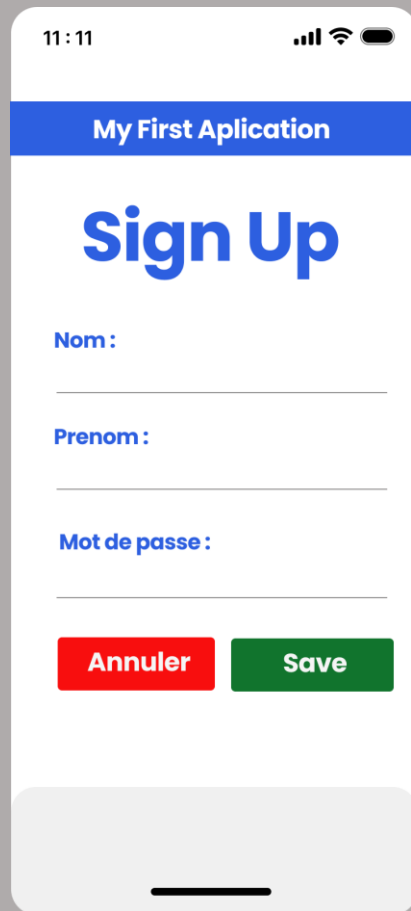 11:11
My First Aplication
Sign Up
Nom :
Prenom :
Mot de passe :
Annuler Save